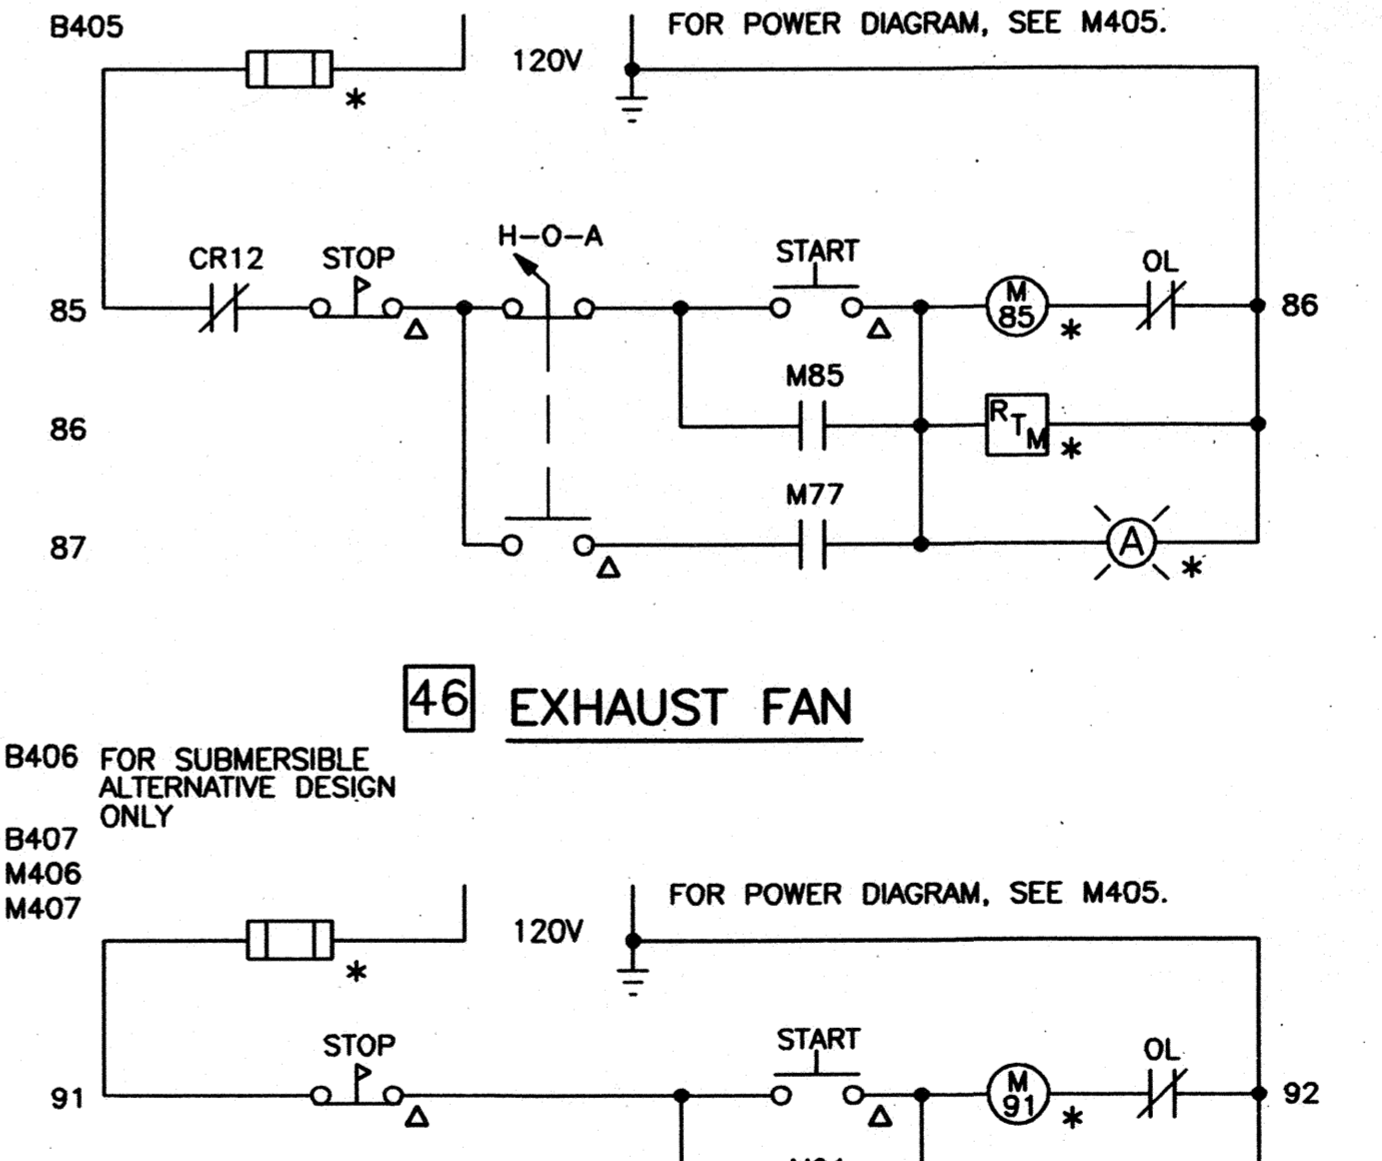 B405
FOR POWER DIAGRAM, SEE M405.
120V
*
H-O-A
CR12 STOP START OL
85 M 85 86
Δ Δ *
M85
86 R T M
*
M77
87 A
Δ *
46 EXHAUST FAN
B406 FOR SUBMERSIBLE
ALTERNATIVE DESIGN
ONLY
B407
M406
M407
FOR POWER DIAGRAM, SEE M405.
120V
*
STOP START OL
91 M 91 92
Δ Δ *